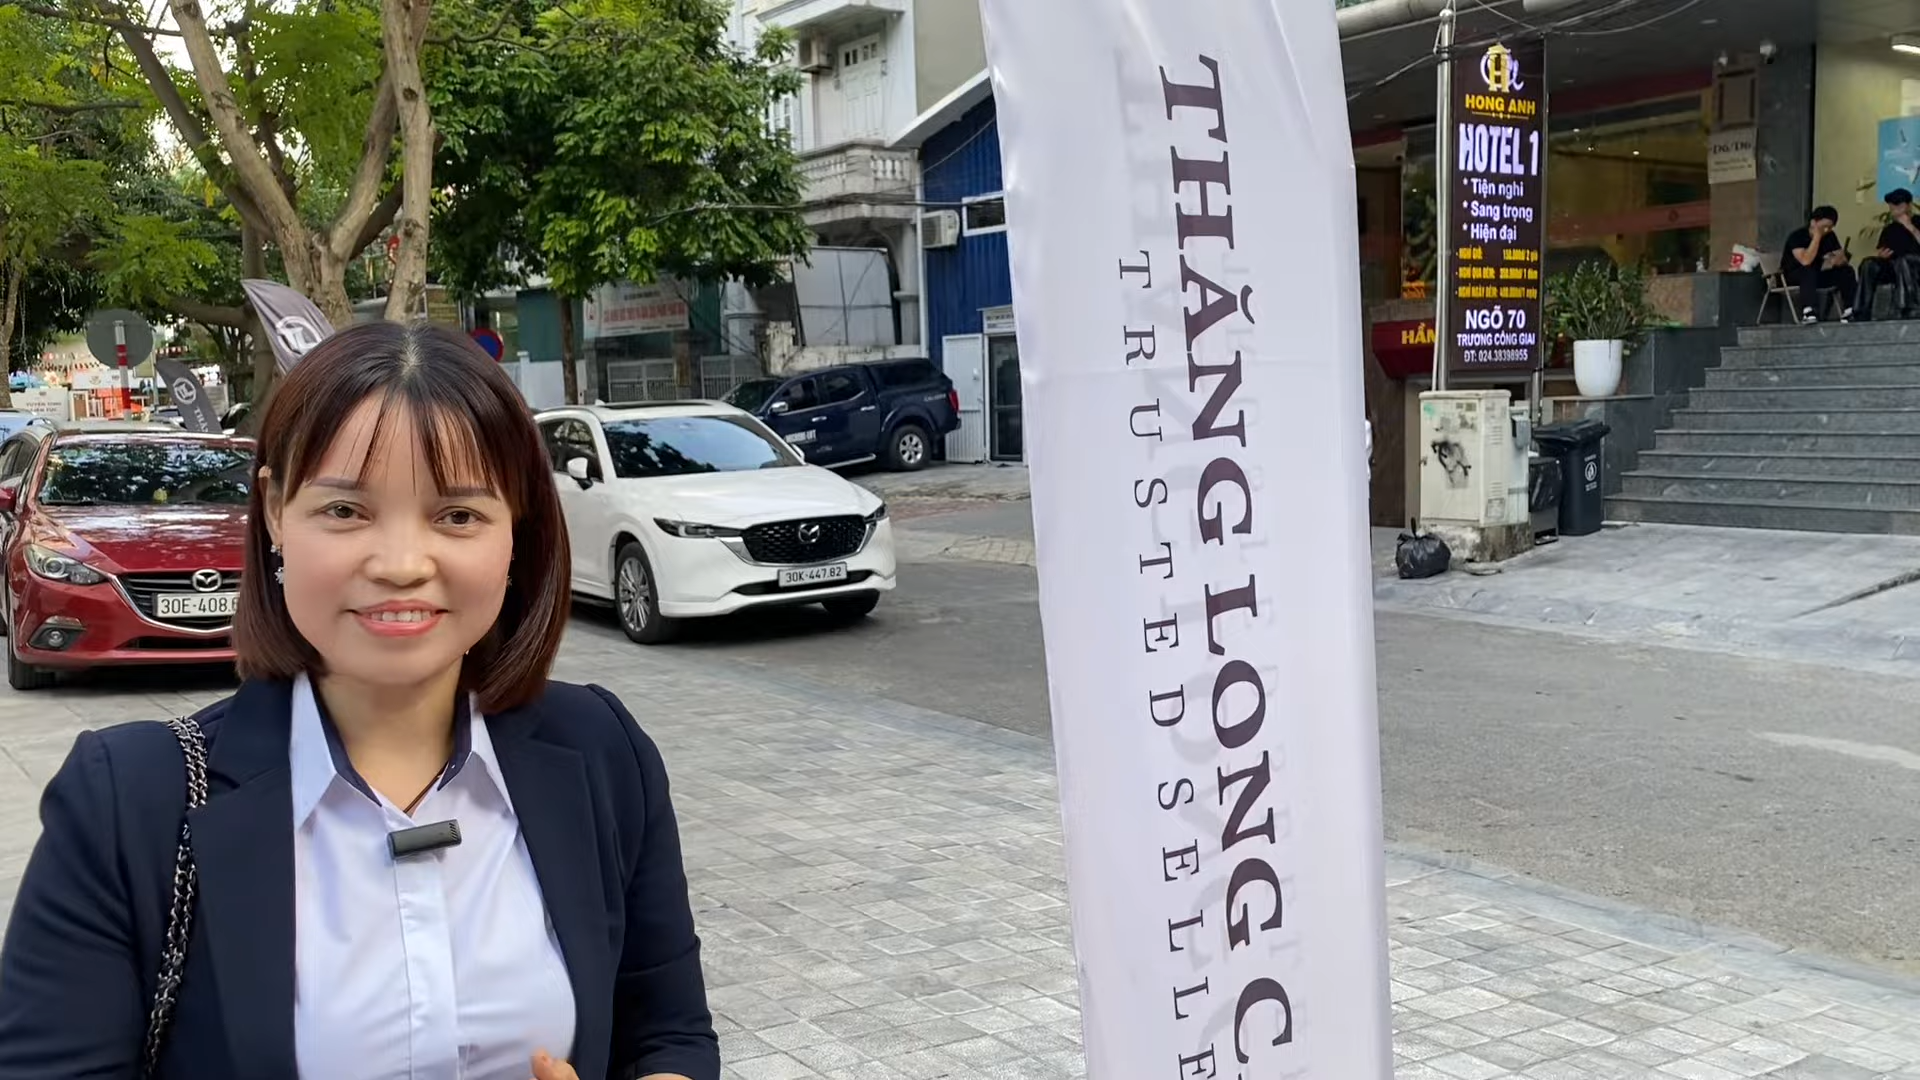 THĂNG LONG C
TRUSTED SELLE
HONG ANH
HOTEL 1
* Tiện nghi
* Sang trọng
* Hiện đại
NGÕ 70
TRƯƠNG CÔNG GIAI
ĐT: 024.38398955
HẦM
30E-408.6
30K-447.82